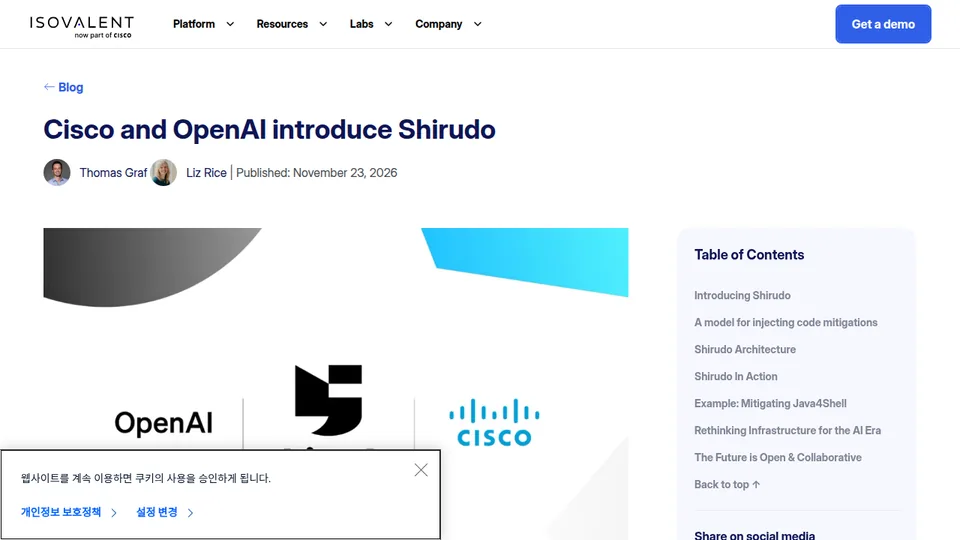 ISOVALENT
now part of CISCO
Platform
Resources
Labs
Company
Get a demo
← Blog
Cisco and OpenAI introduce Shirudo
Thomas Graf Liz Rice | Published: November 23, 2026
OpenAI
CISCO
Table of Contents
Introducing Shirudo
A model for injecting code mitigations
Shirudo Architecture
Shirudo In Action
Example: Mitigating Java4Shell
Rethinking Infrastructure for the AI Era
The Future is Open & Collaborative
Back to top ↑
Share on social media
웹사이트를 계속 이용하면 쿠키의 사용을 승인하게 됩니다.
개인정보 보호정책
설정 변경